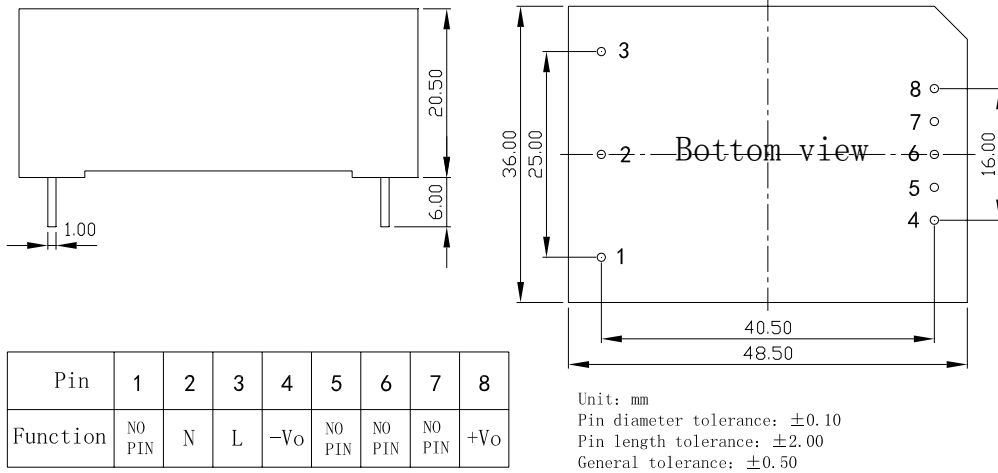 20.50
6.00
1.00
36.00
25.00
3
2
1
Bottom view
8
7
6
5
4
16.00
40.50
48.50
Pin 1 2 3 4 5 6 7 8
Function NO PIN N L −Vo NO PIN NO PIN NO PIN +Vo
Unit: mm
Pin diameter tolerance: ±0.10
Pin length tolerance: ±2.00
General tolerance: ±0.50